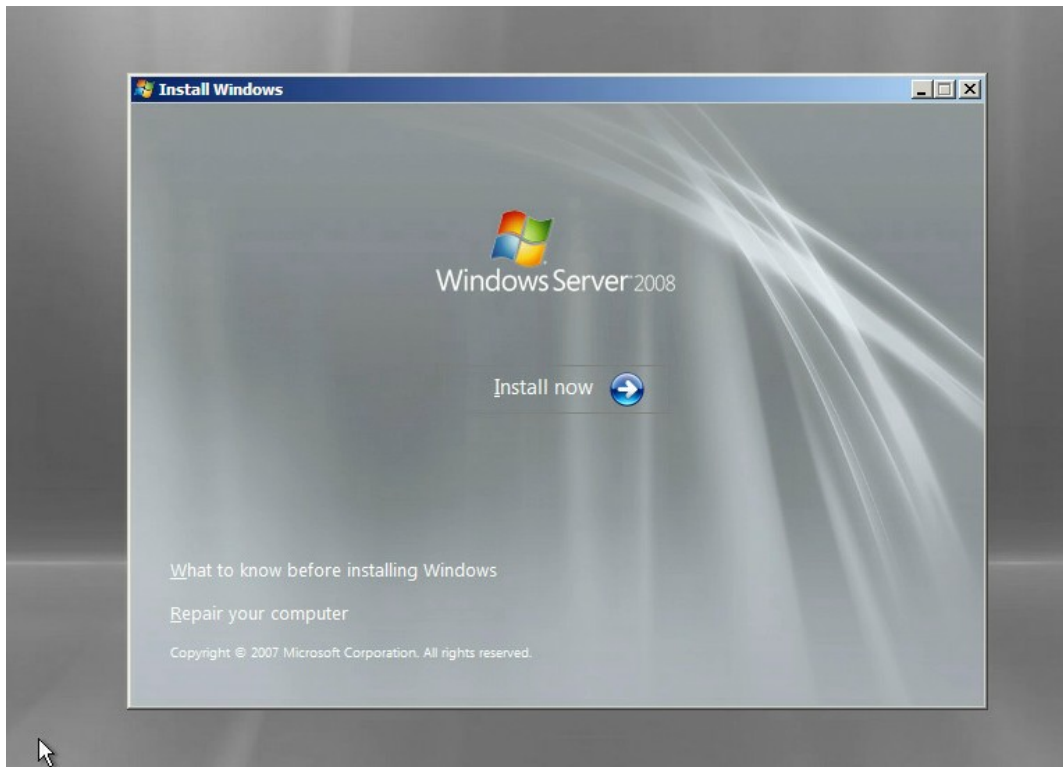 Install Windows
Windows Server 2008
Install now
What to know before installing Windows
Repair your computer
Copyright © 2007 Microsoft Corporation. All rights reserved.